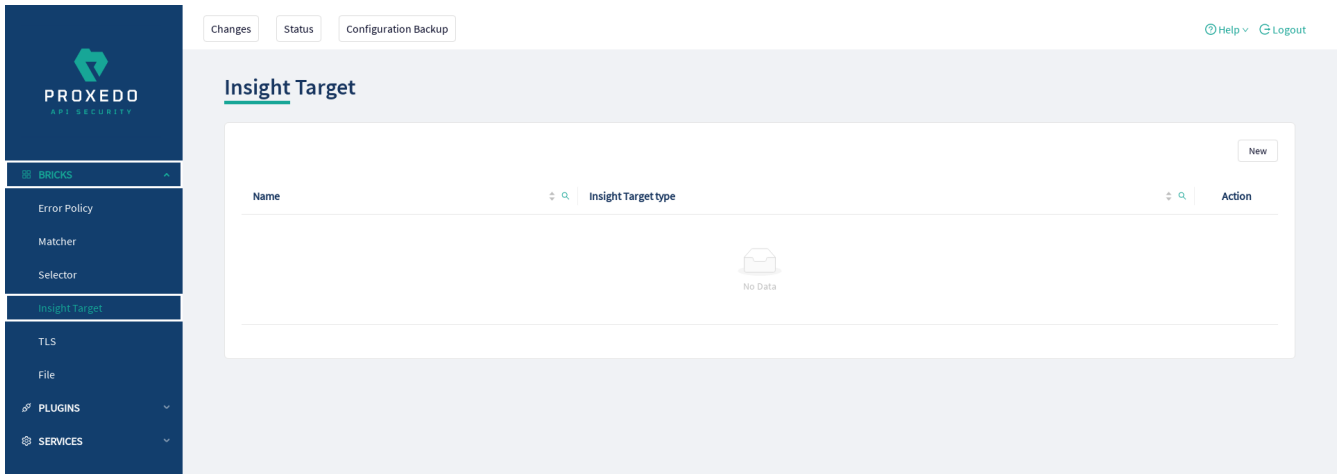 PROXEDO
API SECURITY
BRICKS
Error Policy
Matcher
Selector
Insight Target
TLS
File
PLUGINS
SERVICES
Changes Status Configuration Backup Help Logout
Insight Target
New
Name Insight Target type Action
No Data